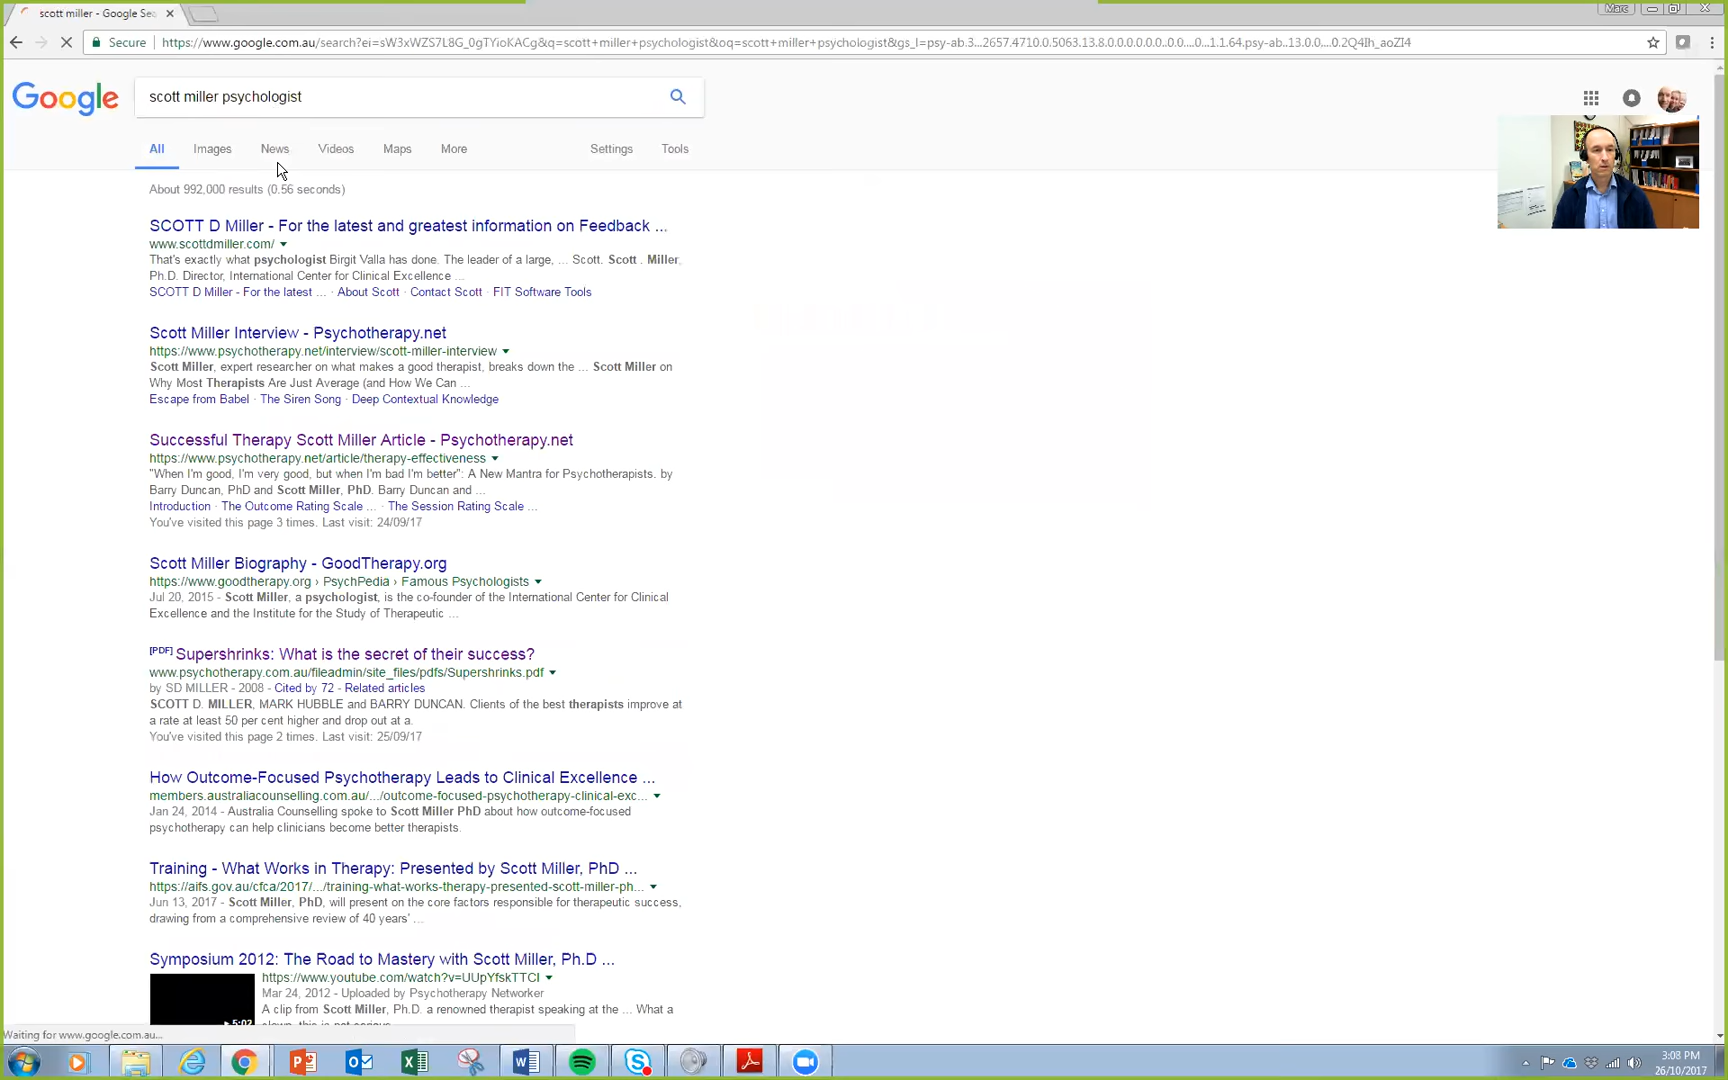 scott miller - Google Sea
Marc
Secure
https://www.google.com.au/search?ei=sW3xWZS7L8G_0gTYioKACg&q=scott+miller+psychologist&oq=scott+miller+psychologist&gs_l=psy-ab.3...2657.4710.0.5063.13.8.0.0.0.0.0.0..0.0....0...1.1.64.psy-ab..13.0.0....0.2Q4Ih_aoZI4
Google
scott miller psychologist
All Images News Videos Maps More Settings Tools
About 992,000 results (0.56 seconds)
SCOTT D Miller - For the latest and greatest information on Feedback ...
www.scottdmiller.com/
That's exactly what psychologist Birgit Valla has done. The leader of a large, ... Scott. Scott . Miller,
Ph.D. Director, International Center for Clinical Excellence ...
SCOTT D Miller - For the latest ... · About Scott · Contact Scott · FIT Software Tools
Scott Miller Interview - Psychotherapy.net
https://www.psychotherapy.net/interview/scott-miller-interview
Scott Miller, expert researcher on what makes a good therapist, breaks down the ... Scott Miller on
Why Most Therapists Are Just Average (and How We Can ...
Escape from Babel · The Siren Song · Deep Contextual Knowledge
Successful Therapy Scott Miller Article - Psychotherapy.net
https://www.psychotherapy.net/article/therapy-effectiveness
"When I'm good, I'm very good, but when I'm bad I'm better": A New Mantra for Psychotherapists. by
Barry Duncan, PhD and Scott Miller, PhD. Barry Duncan and ...
Introduction · The Outcome Rating Scale ... · The Session Rating Scale ...
You've visited this page 3 times. Last visit: 24/09/17
Scott Miller Biography - GoodTherapy.org
https://www.goodtherapy.org › PsychPedia › Famous Psychologists
Jul 20, 2015 - Scott Miller, a psychologist, is the co-founder of the International Center for Clinical
Excellence and the Institute for the Study of Therapeutic ...
[PDF] Supershrinks: What is the secret of their success?
www.psychotherapy.com.au/fileadmin/site_files/pdfs/Supershrinks.pdf
by SD MILLER - 2008 - Cited by 72 - Related articles
SCOTT D. MILLER, MARK HUBBLE and BARRY DUNCAN. Clients of the best therapists improve at
a rate at least 50 per cent higher and drop out at a.
You've visited this page 2 times. Last visit: 25/09/17
How Outcome-Focused Psychotherapy Leads to Clinical Excellence ...
members.australiacounselling.com.au/.../outcome-focused-psychotherapy-clinical-exc...
Jan 24, 2014 - Australia Counselling spoke to Scott Miller PhD about how outcome-focused
psychotherapy can help clinicians become better therapists.
Training - What Works in Therapy: Presented by Scott Miller, PhD ...
https://aifs.gov.au/cfca/2017/.../training-what-works-therapy-presented-scott-miller-ph...
Jun 13, 2017 - Scott Miller, PhD, will present on the core factors responsible for therapeutic success,
drawing from a comprehensive review of 40 years' ...
Symposium 2012: The Road to Mastery with Scott Miller, Ph.D ...
https://www.youtube.com/watch?v=UUpYfskTTCI
Mar 24, 2012 - Uploaded by Psychotherapy Networker
A clip from Scott Miller, Ph.D. a renowned therapist speaking at the ... What a
5:02
Waiting for www.google.com.au...
3:08 PM
26/10/2017